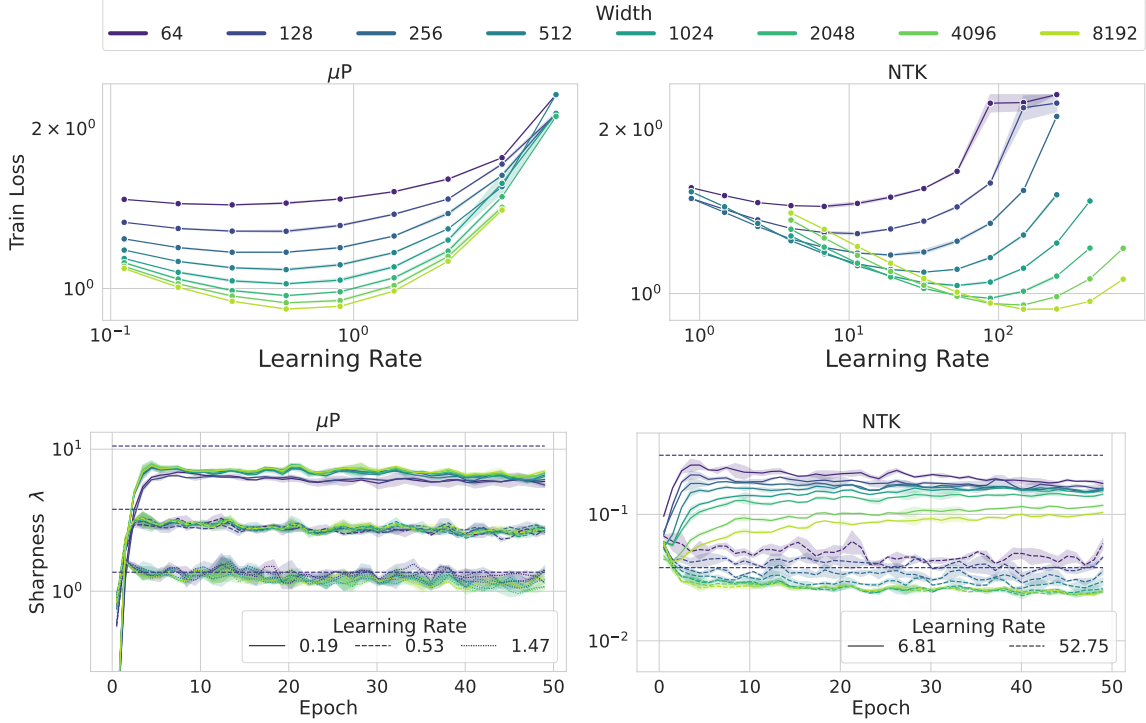 Width
64 128 256 512 1024 2048 4096 8192
μP
NTK
Train Loss
2 × 10⁰
10⁰
10⁻¹ 10⁰
Learning Rate
2 × 10⁰
10⁰
10⁰ 10¹ 10²
Learning Rate
μP
NTK
Sharpness λ
10¹
10⁰
Learning Rate
0.19 0.53 1.47
0 10 20 30 40 50
Epoch
10⁻¹
10⁻²
Learning Rate
6.81 52.75
0 10 20 30 40 50
Epoch